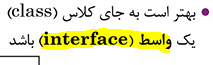 • بهتر است به جای کلاس (class)
یک واسط (interface) باشد